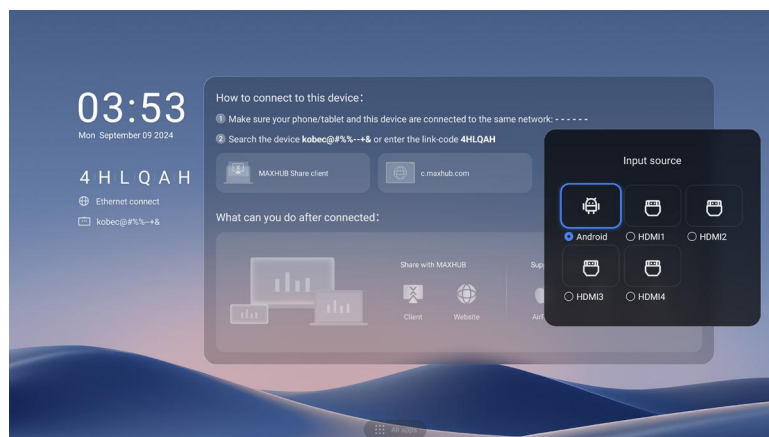 03:53
Mon September 09 2024
4HLQAH
Ethernet connect
kobec@#%%--+&
How to connect to this device:
1 Make sure your phone/tablet and this device are connected to the same network: - - - - - -
2 Search the device kobec@#%%--+& or enter the link-code 4HLQAH
MAXHUB Share client
c.maxhub.com
What can you do after connected:
Share with MAXHUB
Client
Website
Input source
Android
HDMI1
HDMI2
HDMI3
HDMI4
All apps